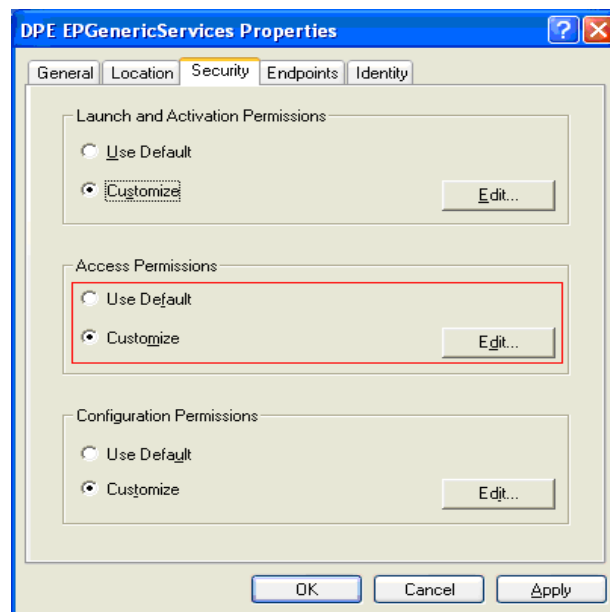 DPE EPGenericServices Properties
General Location Security Endpoints Identity
Launch and Activation Permissions
Use Default
Customize
Edit...
Access Permissions
Use Default
Customize
Edit...
Configuration Permissions
Use Default
Customize
Edit...
OK Cancel Apply